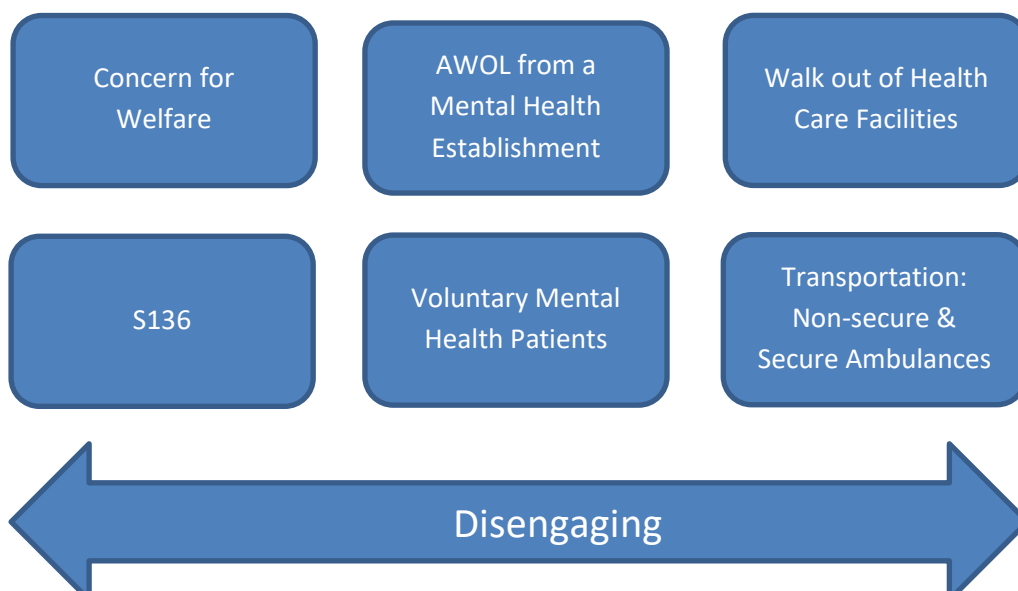 Concern for
Welfare
AWOL from a
Mental Health
Establishment
Walk out of Health
Care Facilities
S136
Voluntary Mental
Health Patients
Transportation:
Non-secure &
Secure Ambulances
Disengaging